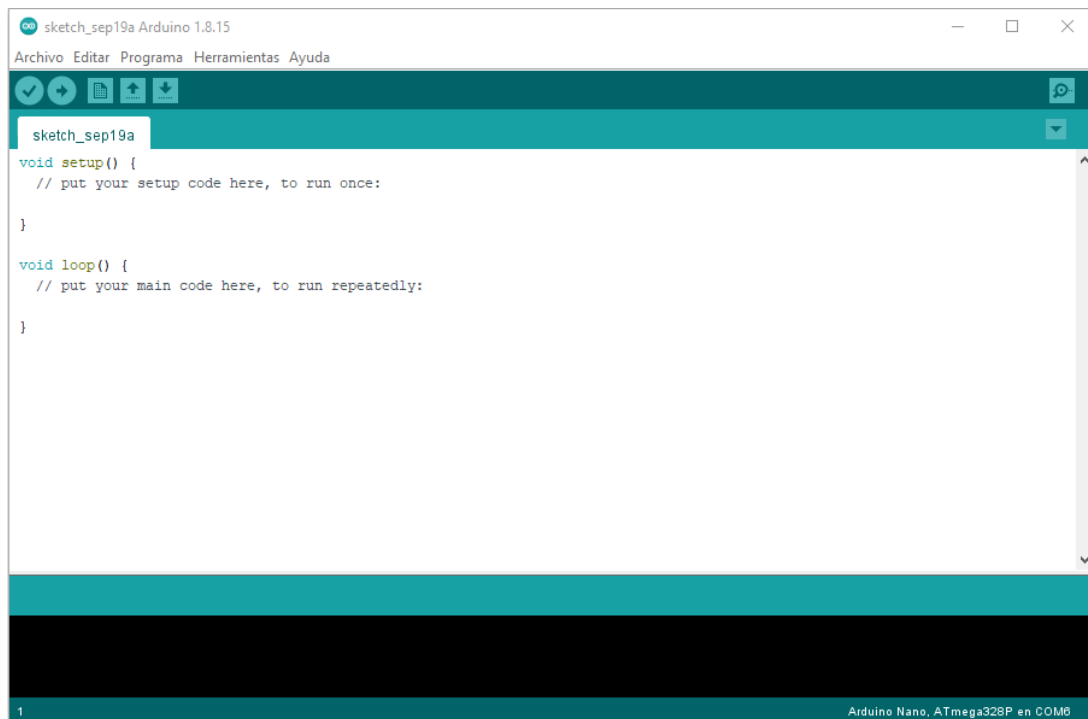 sketch_sep19a Arduino 1.8.15
Archivo Editar Programa Herramientas Ayuda
sketch_sep19a
void setup() {
  // put your setup code here, to run once:
}
void loop() {
  // put your main code here, to run repeatedly:
}
1 Arduino Nano, ATmega328P en COM6